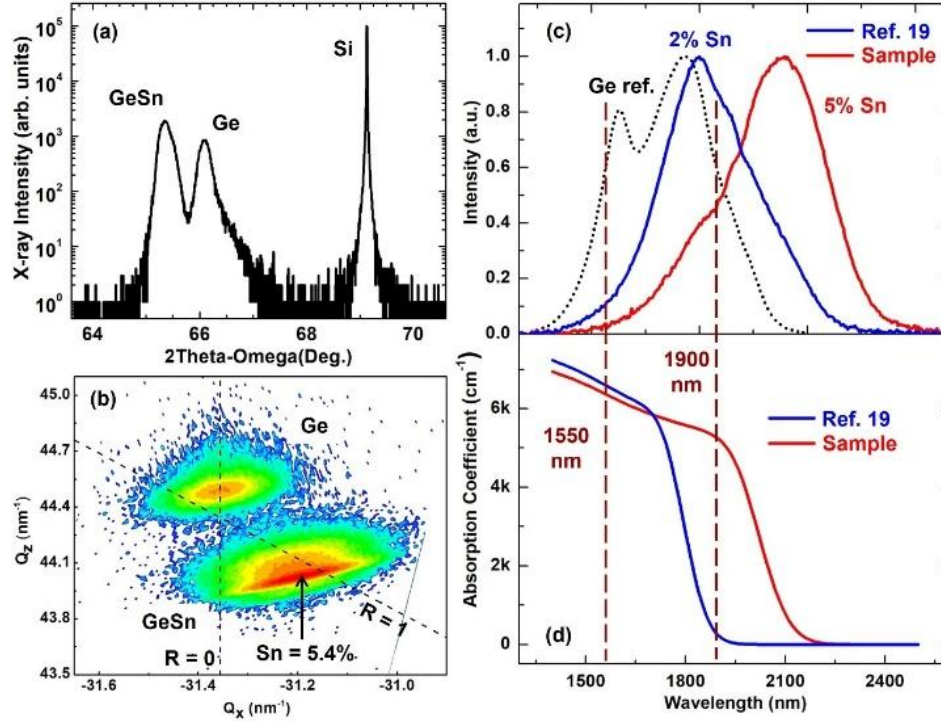 (a)
X-ray Intensity (arb. units)
10⁵
10⁴
10³
10²
10¹
10⁰
GeSn
Ge
Si
64
66
68
70
2Theta-Omega(Deg.)
(b)
Qz (nm⁻¹)
45.0
44.7
44.4
44.1
43.8
43.5
Ge
GeSn
R = 0
Sn = 5.4%
R = 1
-31.6
-31.4
-31.2
-31.0
Qx (nm⁻¹)
(c)
Intensity (a.u.)
1.0
0.8
0.6
0.4
0.2
0.0
Ge ref.
2% Sn
5% Sn
Ref. 19
Sample
(d)
Absorption Coefficient (cm⁻¹)
6k
4k
2k
0
1550
nm
1900
nm
Ref. 19
Sample
1500
1800
2100
2400
Wavelength (nm)